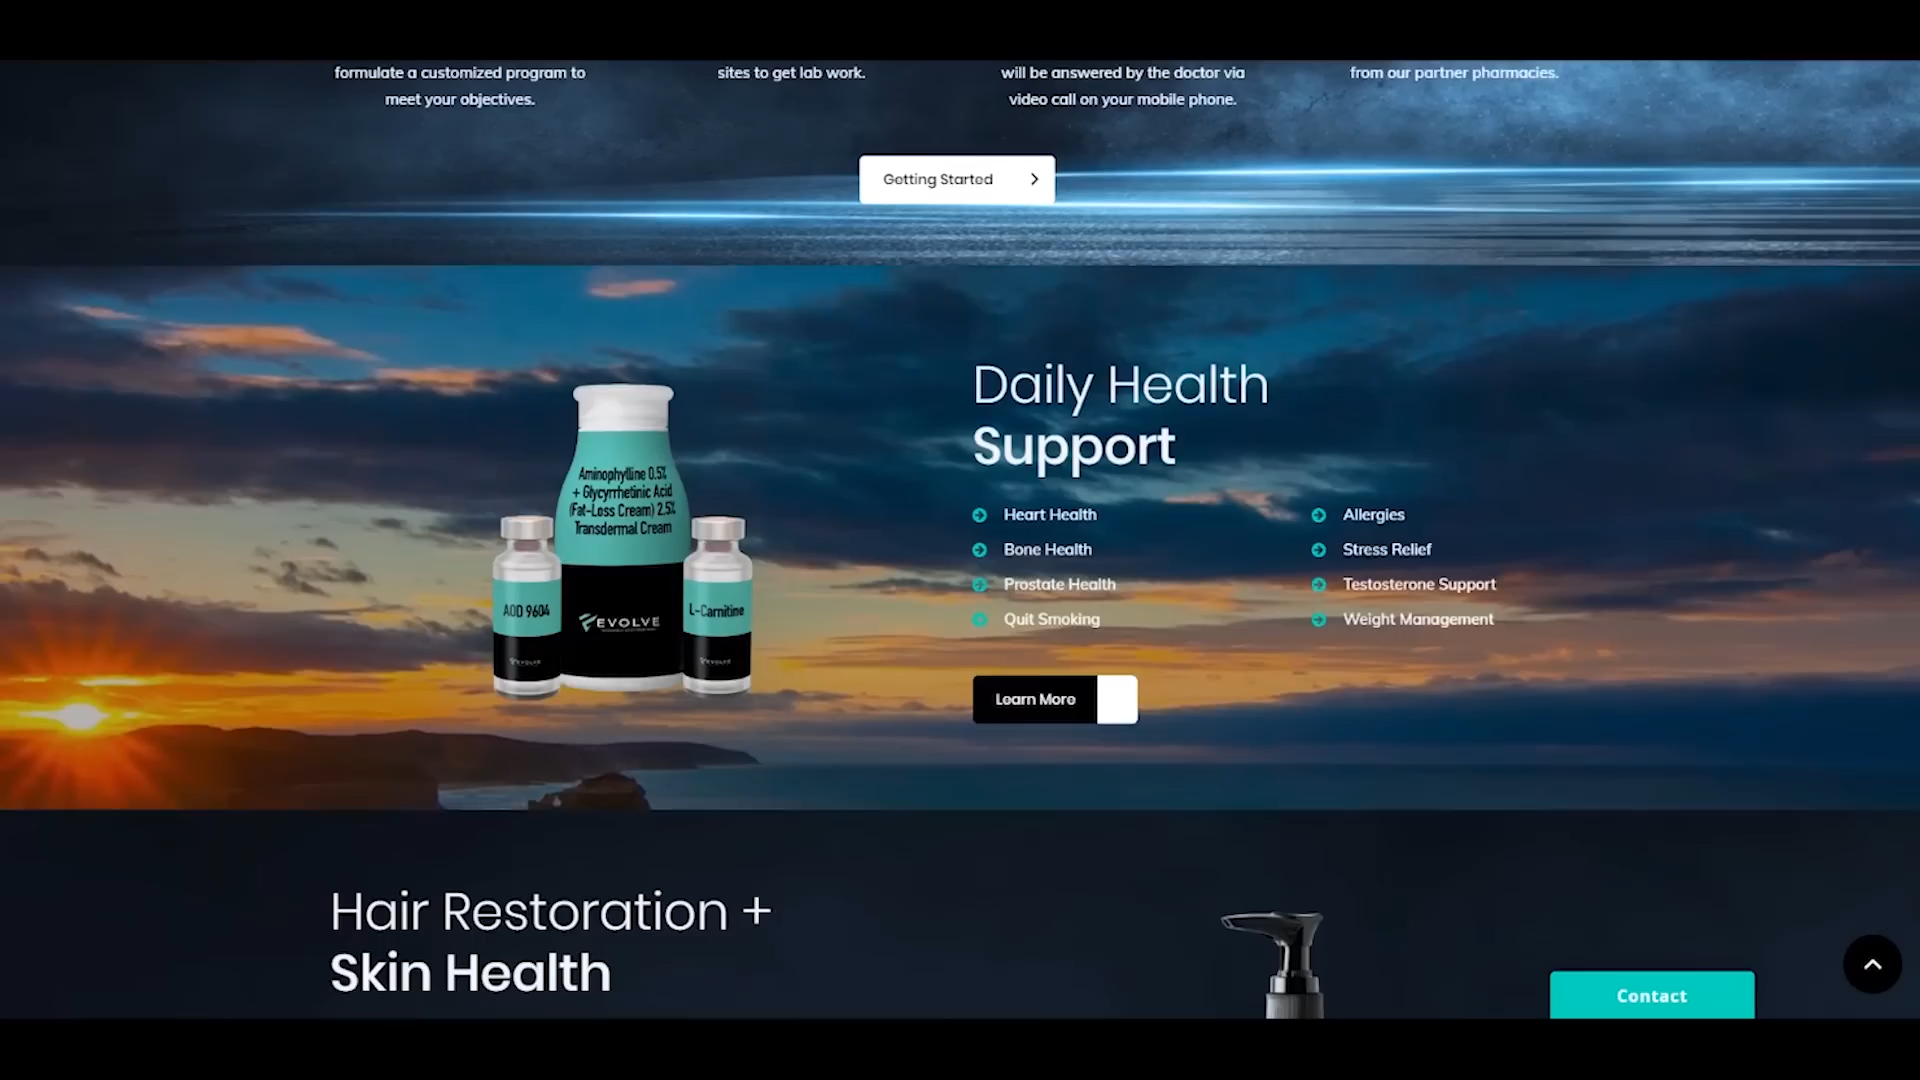 formulate a customized program to
meet your objectives.
sites to get lab work.
will be answered by the doctor via
video call on your mobile phone.
from our partner pharmacies.
Getting Started
Daily Health
Support
Heart Health
Bone Health
Prostate Health
Quit Smoking
Allergies
Stress Relief
Testosterone Support
Weight Management
Learn More
Aminophylline 0.5%
+ Glycyrrhetinic Acid
(Fat-Loss Cream) 2.5%
Transdermal Cream
EVOLVE
AOD 9604
EVOLVE
L-Carnitine
EVOLVE
Hair Restoration +
Skin Health
Contact